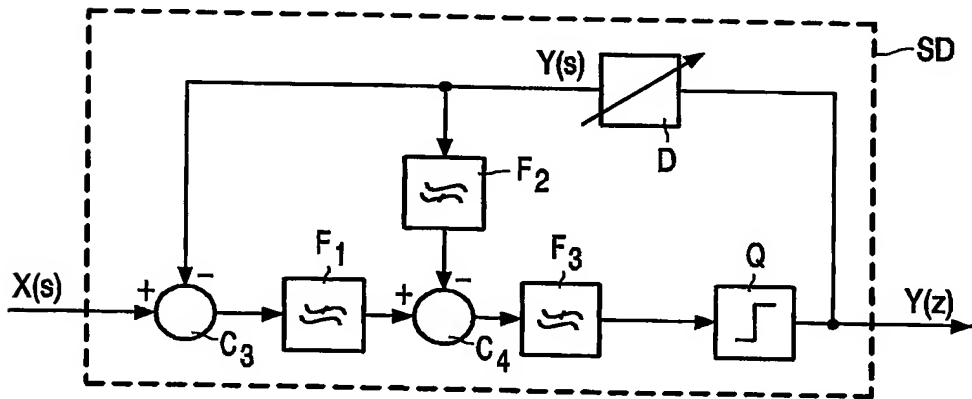 SD
Y(s)
D
F2
F1
F3
Q
X(s)
+
−
C3
+
−
C4
Y(z)